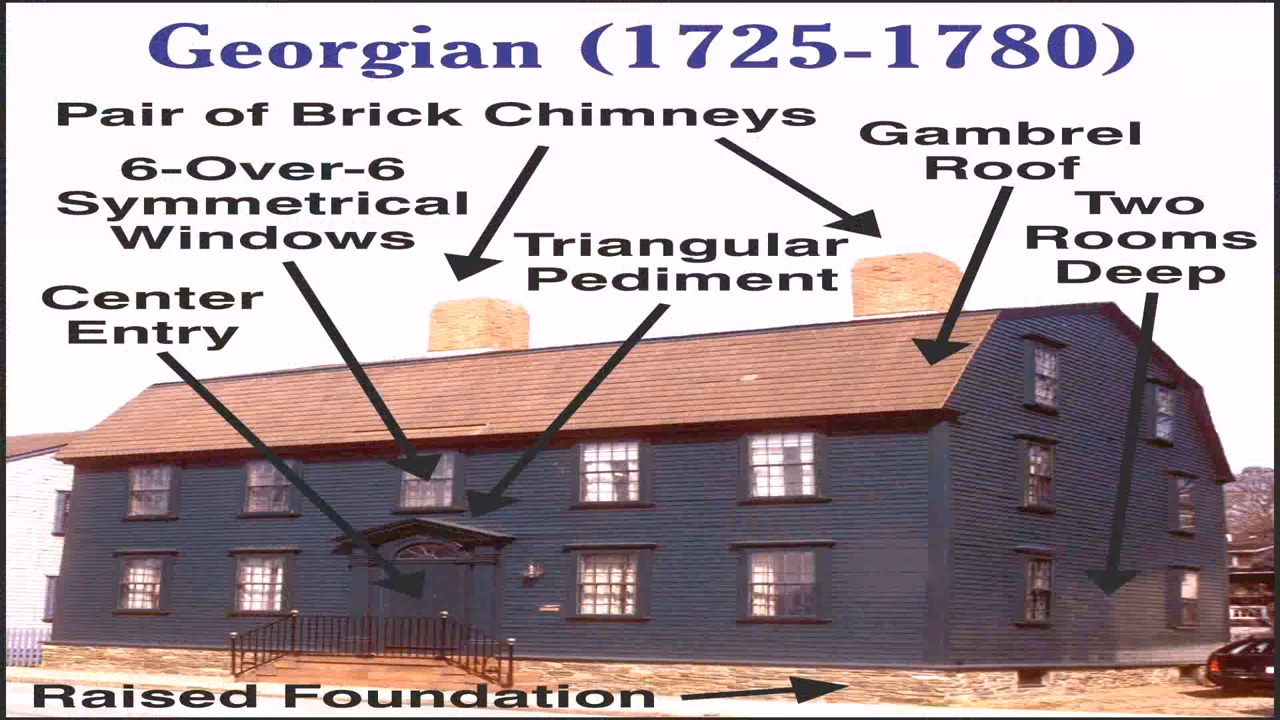 Georgian (1725-1780)
Pair of Brick Chimneys
6-Over-6
Symmetrical
Windows
Center
Entry
Triangular
Pediment
Gambrel
Roof
Two
Rooms
Deep
Raised Foundation